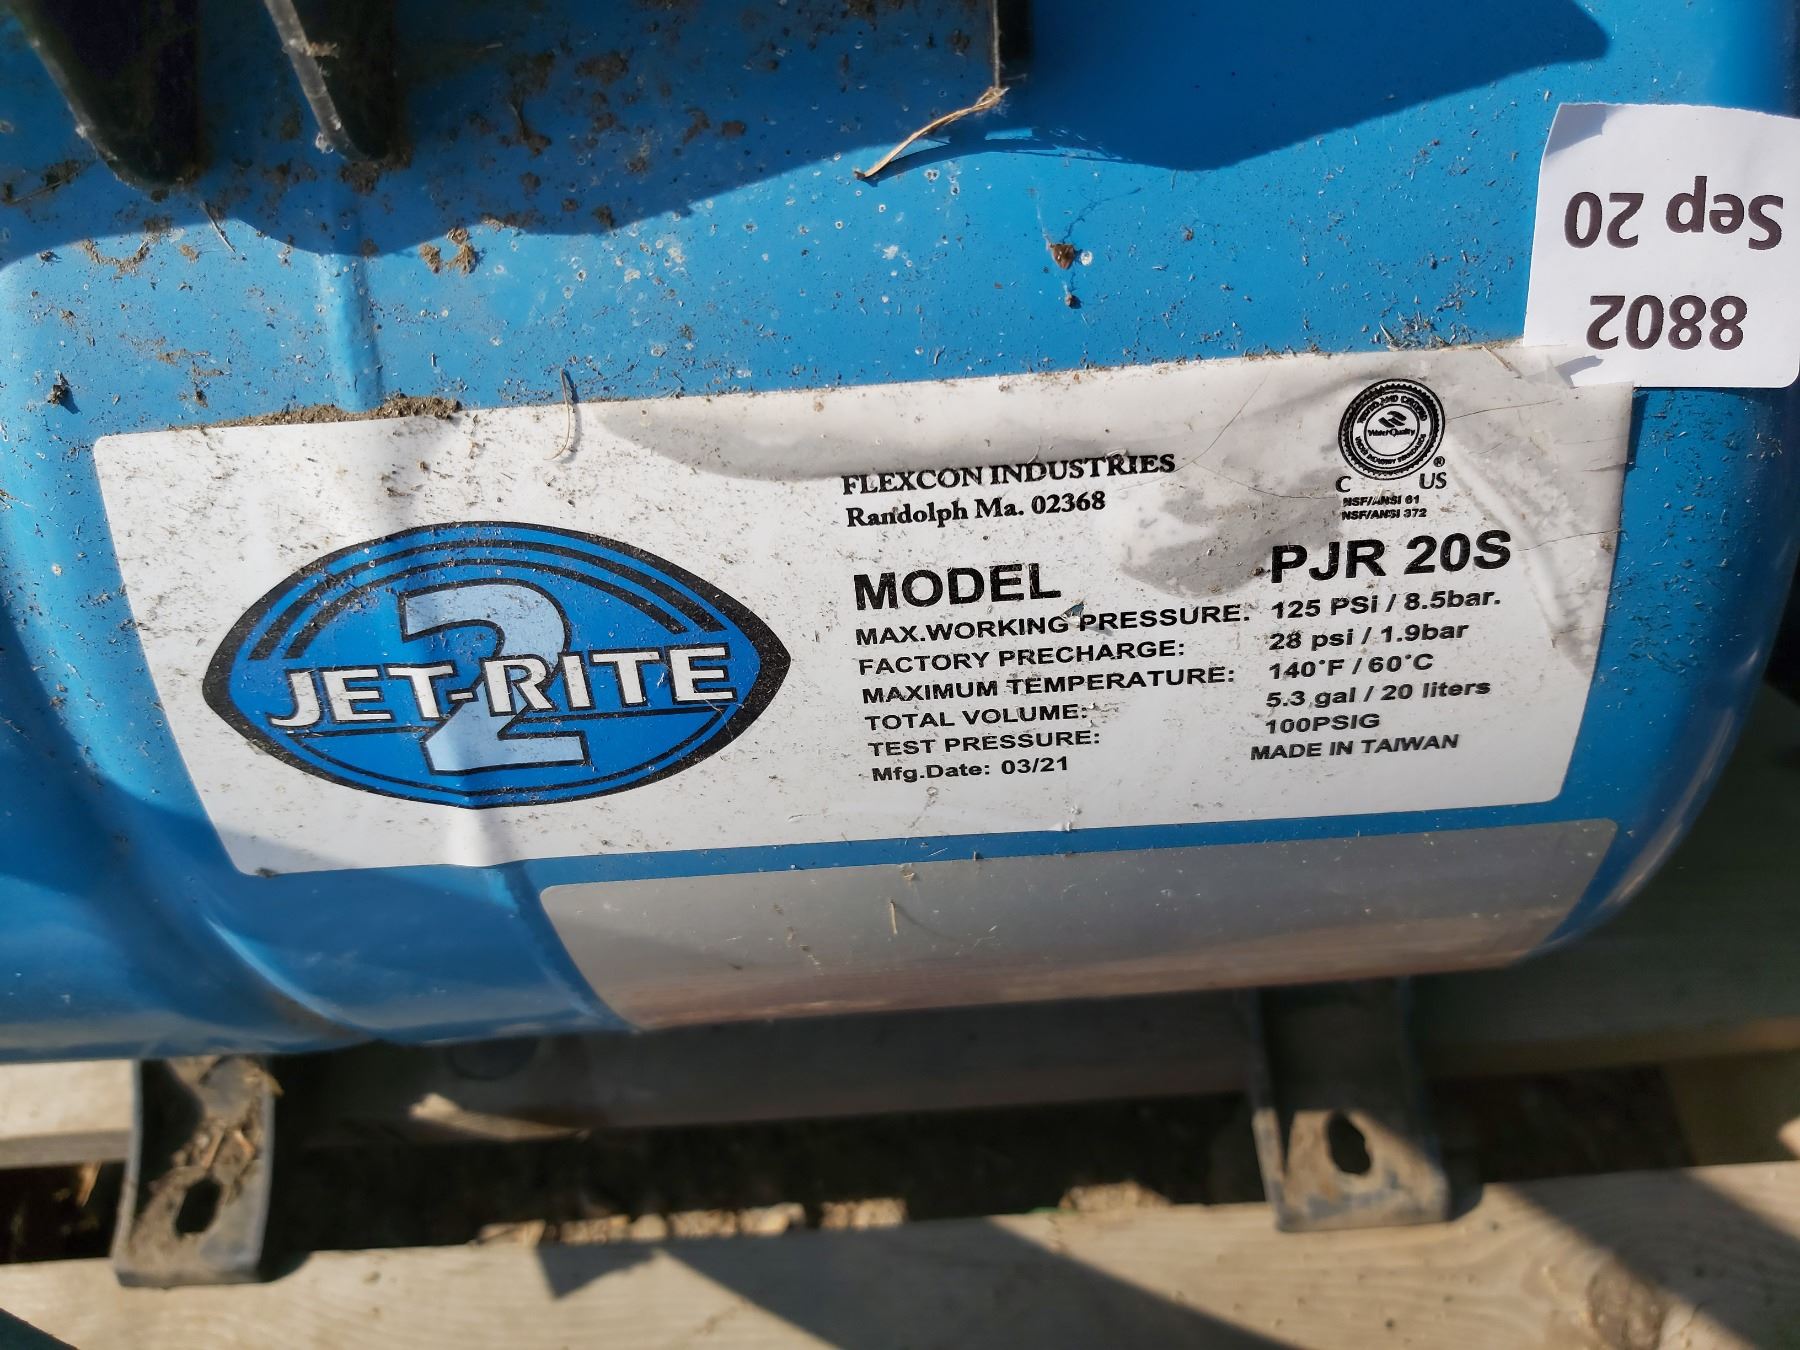 8802
Sep 20
FLEXCON INDUSTRIES
Randolph Ma. 02368
Water Quality
®
C US
NSF/ANSI 61
NSF/ANSI 372
2
JET-RITE
MODEL PJR 20S
MAX.WORKING PRESSURE: 125 PSi / 8.5bar.
FACTORY PRECHARGE: 28 psi / 1.9bar
MAXIMUM TEMPERATURE: 140°F / 60°C
TOTAL VOLUME: 5.3 gal / 20 liters
TEST PRESSURE: 100PSIG
Mfg.Date: 03/21 MADE IN TAIWAN